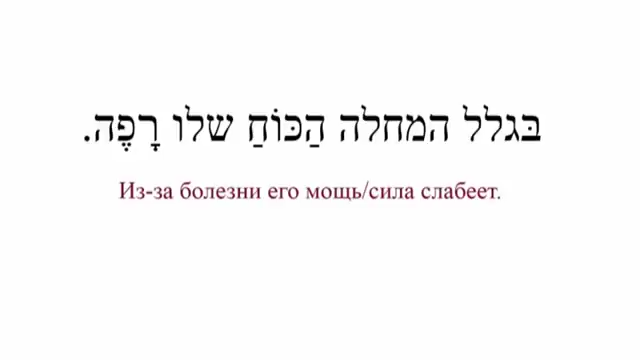 בגלל המחלה הַכּוֹחַ שלו רָפֶה.
Из-за болезни его мощь/сила слабеет.